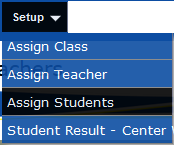 Setup
Assign Class
Assign Teacher
Assign Students
Student Result - Center